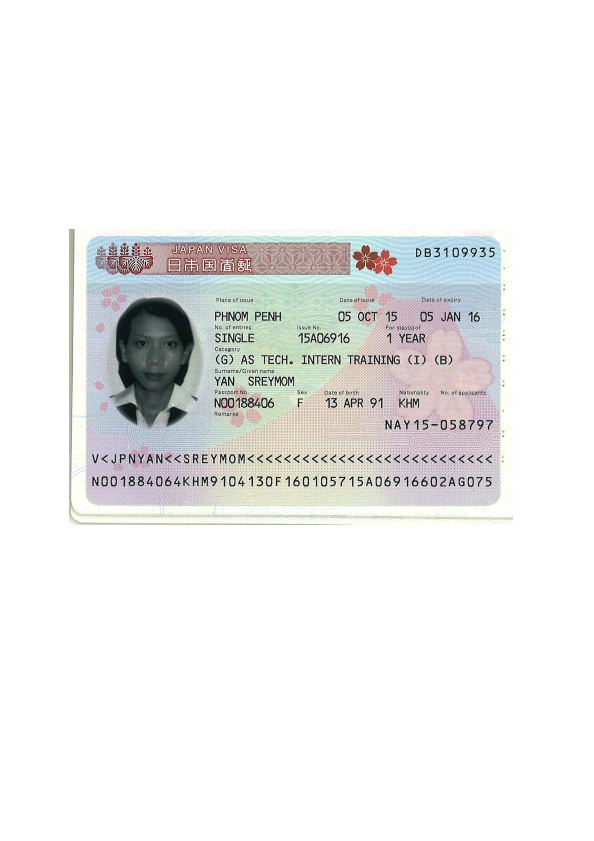 JAPAN VISA
日本国査証
DB3109935
Place of issue Date of issue Date of expiry
PHNOM PENH 05 OCT 15 05 JAN 16
No. of entries Issue No. For stay(s) of
SINGLE 15A06916 1 YEAR
Category
(G) AS TECH. INTERN TRAINING (I) (B)
Surname/Given name
YAN SREYMOM
Passport No Sex Date of birth Nationality No. of applicants
N00188406 F 13 APR 91 KHM
Remarks
NAY15-058797
V<JPNYAN<<SREYMOM<<<<<<<<<<<<<<<<<<<<<<<<<<<
N001884064KHM9104130F160105715A06916602AG075